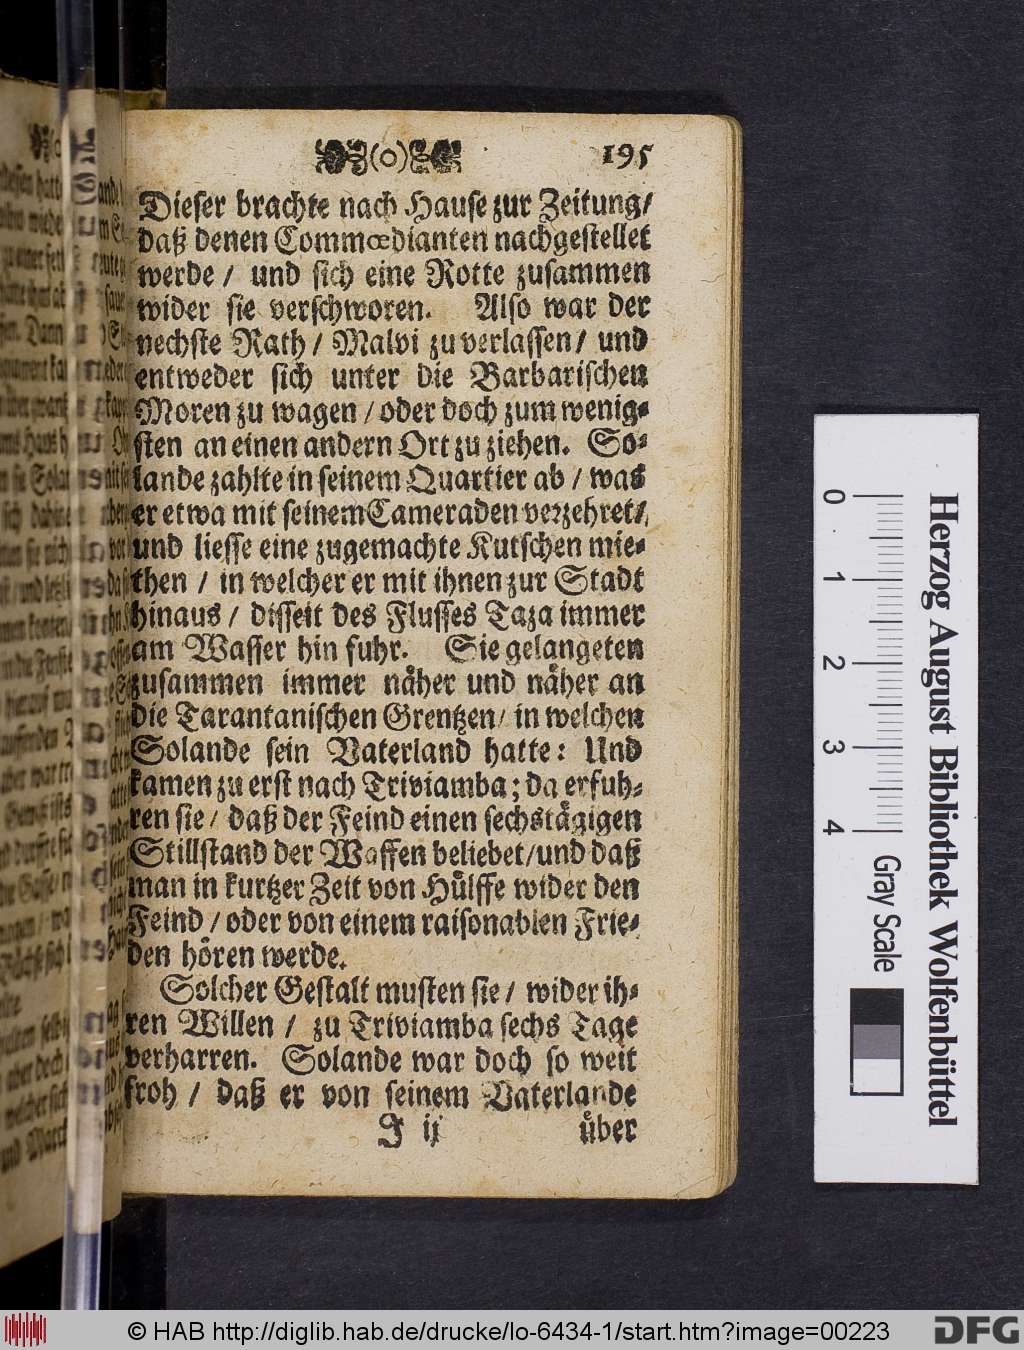 (o) 195
Dieser brachte nach Hause zur Zeitung/
daß denen Commœdianten nachgestellet
werde / und sich eine Rotte zusammen
wider sie verschworen. Also war der
nechste Rath / Malvi zu verlassen / und
entweder sich unter die Barbarischen
Moren zu wagen / oder doch zum wenig-
sten an einen andern Ort zu ziehen. So-
lande zahlte in seinem Quartier ab / was
er etwa mit seinem Cameraden verzehret/
und liesse eine zugemachte Kutschen mie-
then / in welcher er mit ihnen zur Stadt
hinaus / disseit des Flusses Taza immer
am Wasser hin fuhr. Sie gelangeten
zusammen immer nåher und nåher an
die Tarantanischen Grentzen / in welchen
Solande sein Vaterland hatte: Und
kamen zu erst nach Triviamba; da erfuh-
ren sie / daß der Feind einen sechstågigen
Stillstand der Waffen beliebet/und daß
man in kurtzer Zeit von Hůlffe wider den
Feind / oder von einem raisonablen Frie-
den hören werde.
Solcher Gestalt musten sie / wider ih-
ren Willen / zu Triviamba sechs Tage
verharren. Solande war doch so weit
froh / daß er von seinem Vaterlande
J ij über
0 1 2 3 4
Gray Scale
Herzog August Bibliothek Wolfenbüttel
© HAB http://diglib.hab.de/drucke/lo-6434-1/start.htm?image=00223
DFG